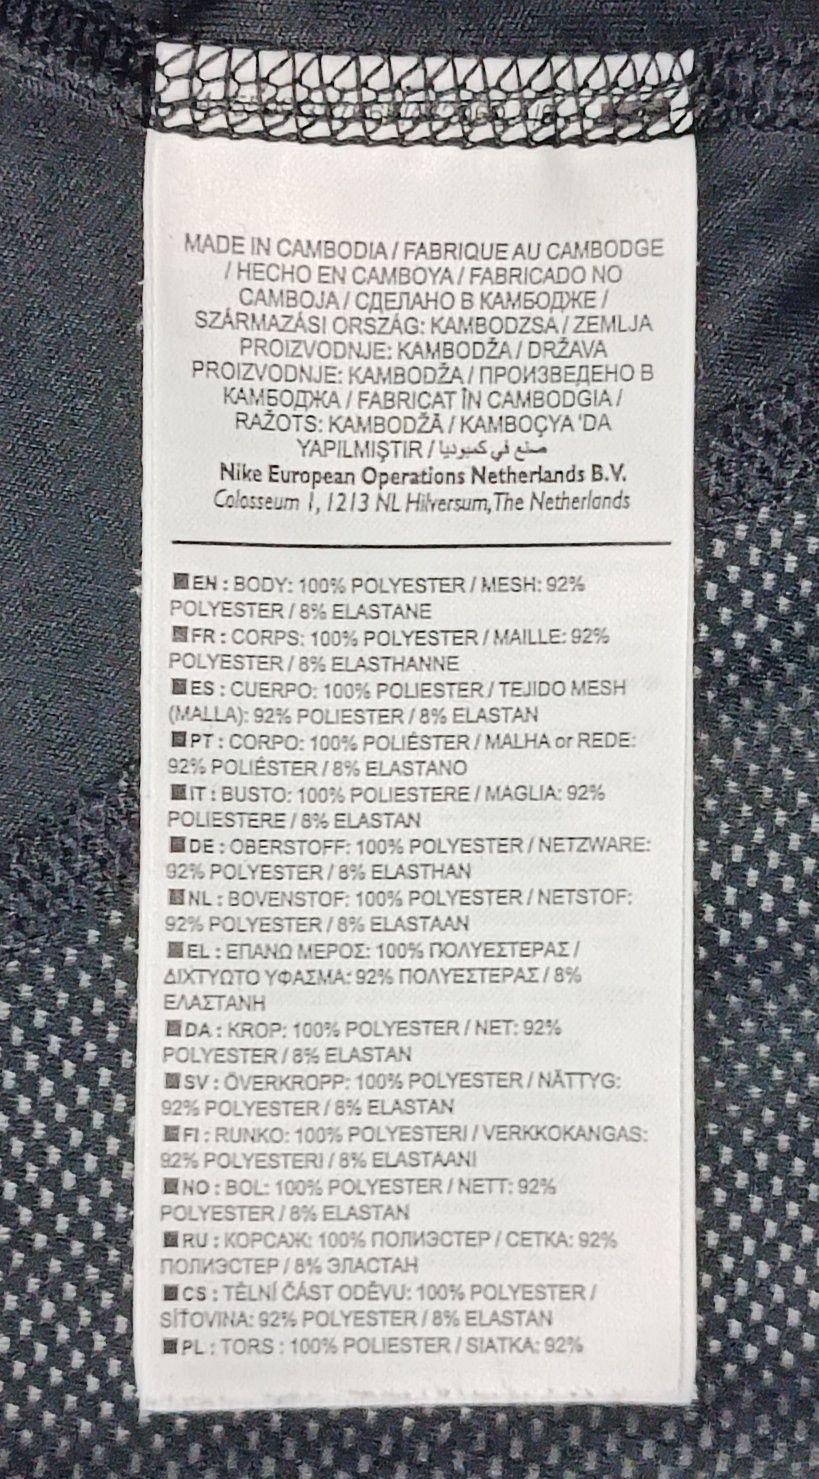 MADE IN CAMBODIA / FABRIQUE AU CAMBODGE
/ HECHO EN CAMBOYA / FABRICADO NO
CAMBOJA / СДЕЛАНО В КАМБОДЖЕ /
SZÁRMAZÁSI ORSZÁG: KAMBODZSA / ZEMLJA
PROIZVODNJE: KAMBODŽA / DRŽAVA
PROIZVODNJE: KAMBODŽA / ПРОИЗВЕДЕНО В
КАМБОДЖА / FABRICAT ÎN CAMBODGIA /
RAŽOTS: KAMBODŽĀ / KAMBOÇYA 'DA
YAPILMIŞTIR / صنع في كمبوديا
Nike European Operations Netherlands B.V.
Colosseum 1, 1213 NL Hilversum, The Netherlands
EN : BODY: 100% POLYESTER / MESH: 92%
POLYESTER / 8% ELASTANE
FR : CORPS: 100% POLYESTER / MAILLE: 92%
POLYESTER / 8% ELASTHANNE
ES : CUERPO: 100% POLIESTER / TEJIDO MESH
(MALLA): 92% POLIESTER / 8% ELASTAN
PT : CORPO: 100% POLIÉSTER / MALHA or REDE:
92% POLIÉSTER / 8% ELASTANO
IT : BUSTO: 100% POLIESTERE / MAGLIA: 92%
POLIESTERE / 8% ELASTAN
DE : OBERSTOFF: 100% POLYESTER / NETZWARE:
92% POLYESTER / 8% ELASTHAN
NL : BOVENSTOF: 100% POLYESTER / NETSTOF:
92% POLYESTER / 8% ELASTAAN
EL : ΕΠΑΝΩ ΜΕΡΟΣ: 100% ΠΟΛΥΕΣΤΕΡΑΣ /
ΔΙΧΤΥΩΤΟ ΥΦΑΣΜΑ: 92% ΠΟΛΥΕΣΤΕΡΑΣ / 8%
ΕΛΑΣΤΑΝΗ
DA : KROP: 100% POLYESTER / NET: 92%
POLYESTER / 8% ELASTAN
SV : ÖVERKROPP: 100% POLYESTER / NÄTTYG:
92% POLYESTER / 8% ELASTAN
FI : RUNKO: 100% POLYESTERI / VERKKOKANGAS:
92% POLYESTERI / 8% ELASTAANI
NO : BOL: 100% POLYESTER / NETT: 92%
POLYESTER / 8% ELASTAN
RU : КОРСАЖ: 100% ПОЛИЭСТЕР / СЕТКА: 92%
ПОЛИЭСТЕР / 8% ЭЛАСТАН
CS : TĚLNÍ ČÁST ODĚVU: 100% POLYESTER /
SÍŤOVINA: 92% POLYESTER / 8% ELASTAN
PL : TORS : 100% POLIESTER / SIATKA: 92%